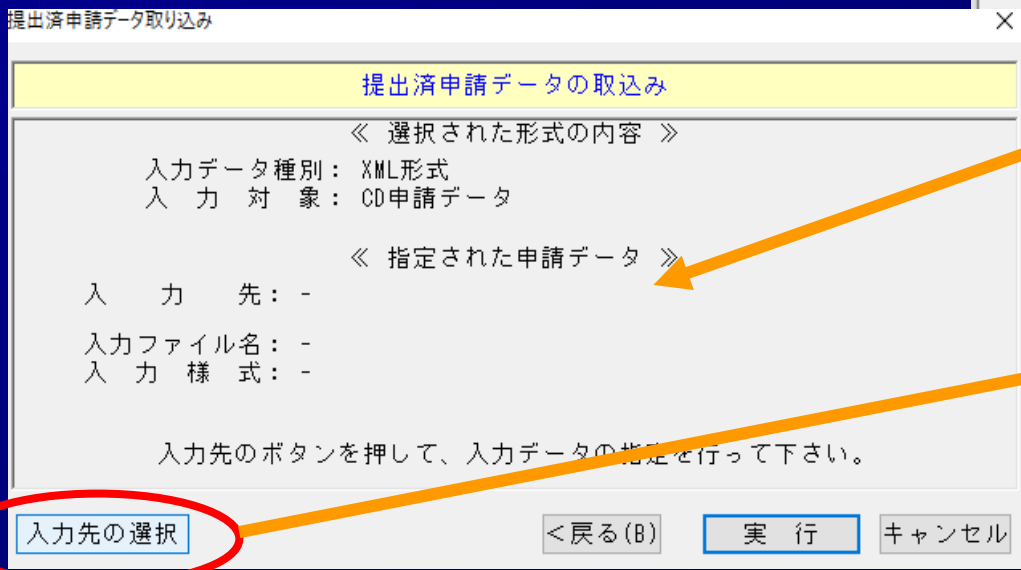 提出済申請データ取り込み
提出済申請データの取込み
≪ 選択された形式の内容 ≫
入力データ種別： XML形式
入 力 対 象： CD申請データ
≪ 指定された申請データ ≫
入 力 先： -
入力ファイル名： -
入 力 様 式： -
入力先のボタンを押して、入力データの指定を行って下さい。
入力先の選択 <戻る(B) 実 行 キャンセル